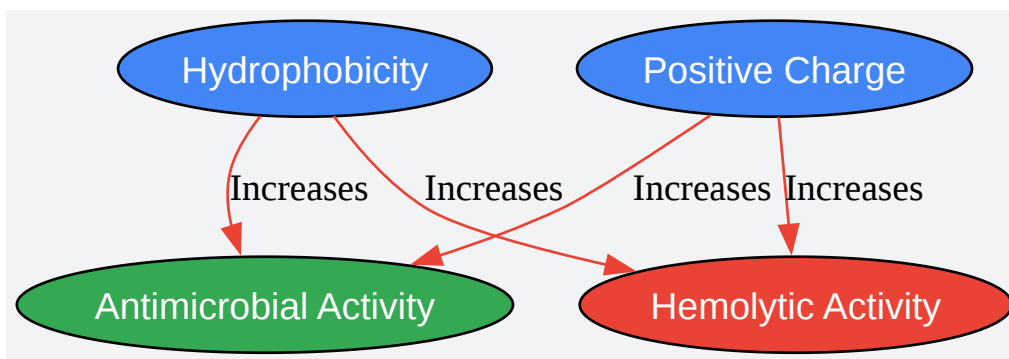 Hydrophobicity
Positive Charge
Increases
Increases
Increases
Increases
Antimicrobial Activity
Hemolytic Activity